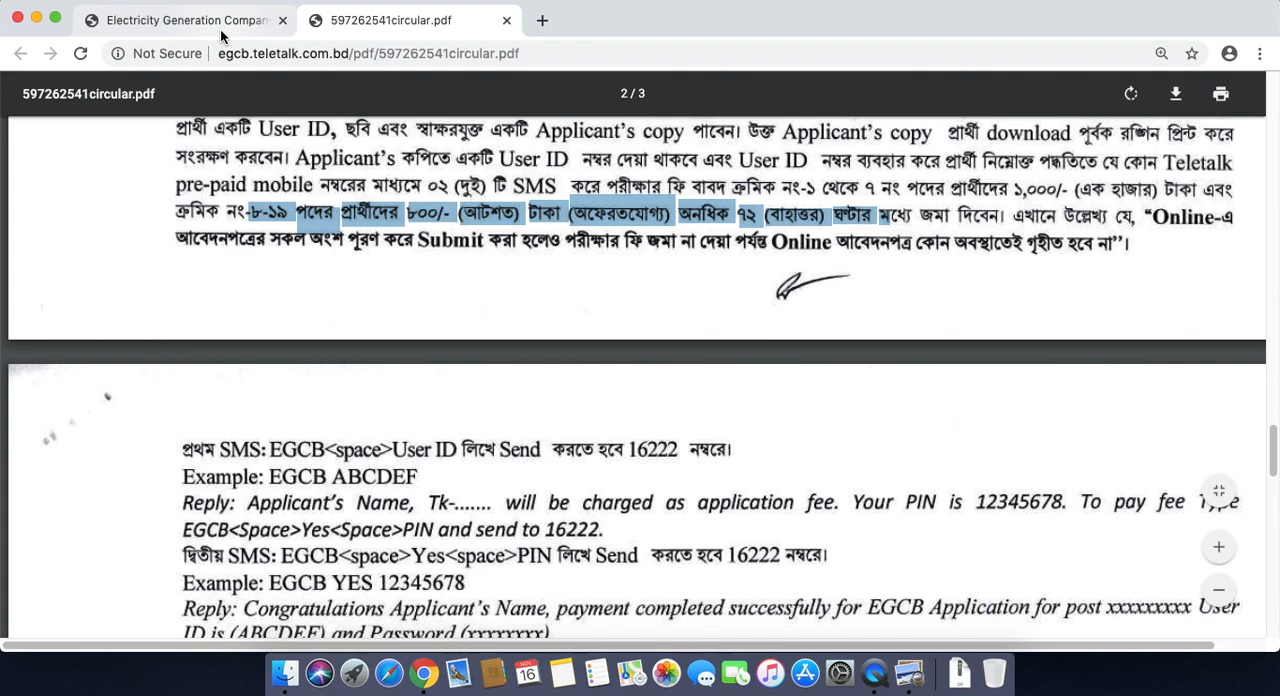 Electricity Generation Compan
597262541circular.pdf
Not Secure
egcb.teletalk.com.bd/pdf/597262541circular.pdf
597262541circular.pdf
2 / 3
প্রার্থী একটি User ID, ছবি এবং স্বাক্ষরযুক্ত একটি Applicant's copy পাবেন। উক্ত Applicant's copy প্রার্থী download পূর্বক রঙ্গিন প্রিন্ট করে
সংরক্ষণ করবেন। Applicant's কপিতে একটি User ID নম্বর দেয়া থাকবে এবং User ID নম্বর ব্যবহার করে প্রার্থী নিম্নোক্ত পদ্ধতিতে যে কোন Teletalk
pre-paid mobile নম্বরের মাধ্যমে ০২ (দুই) টি SMS করে পরীক্ষার ফি বাবদ ক্রমিক নং-১ থেকে ৭ নং পদের প্রার্থীদের ১,০০০/- (এক হাজার) টাকা এবং
ক্রমিক নং-৮-১৯ পদের প্রার্থীদের ৮০০/- (আটশত) টাকা (অফেরতযোগ্য) অনধিক ৭২ (বাহাত্তর) ঘণ্টার মধ্যে জমা দিবেন। এখানে উল্লেখ্য যে, "Online-এ
আবেদনপত্রের সকল অংশ পূরণ করে Submit করা হলেও পরীক্ষার ফি জমা না দেয়া পর্যন্ত Online আবেদনপত্র কোন অবস্থাতেই গৃহীত হবে না"।
প্রথম SMS: EGCB<space>User ID লিখে Send করতে হবে 16222 নম্বরে।
Example: EGCB ABCDEF
Reply: Applicant's Name, Tk-....... will be charged as application fee. Your PIN is 12345678. To pay fee Type
EGCB<Space>Yes<Space>PIN and send to 16222.
দ্বিতীয় SMS: EGCB<space>Yes<space>PIN লিখে Send করতে হবে 16222 নম্বরে।
Example: EGCB YES 12345678
Reply: Congratulations Applicant's Name, payment completed successfully for EGCB Application for post xxxxxxxxx User
ID is (ABCDEF) and Password (xxxxxxxx).
NOV
16